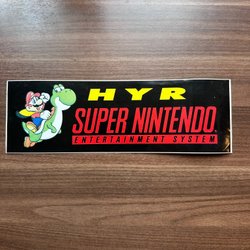 HYR
SUPER NINTENDO
ENTERTAINMENT SYSTEM